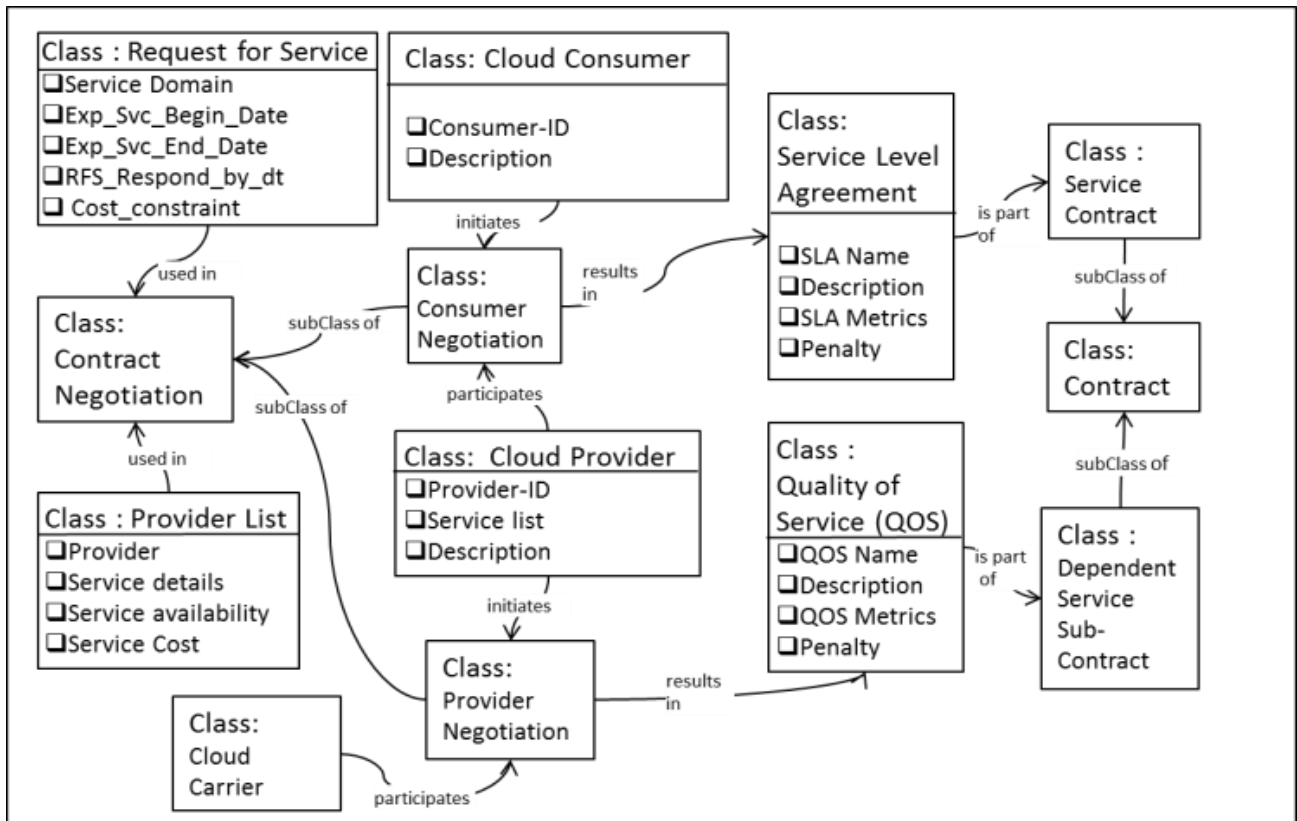 Class : Request for Service
❑Service Domain
❑Exp_Svc_Begin_Date
❑Exp_Svc_End_Date
❑RFS_Respond_by_dt
❑ Cost_constraint
Class: Cloud Consumer
❑Consumer-ID
❑Description
Class:
Service Level
Agreement
❑SLA Name
❑Description
❑SLA Metrics
❑Penalty
Class :
Service
Contract
used in
initiates
results
in
is part
of
subClass of
Class:
Contract
Negotiation
subClass of
Class:
Consumer
Negotiation
Class:
Contract
subClass of
participates
used in
Class: Cloud Provider
❑Provider-ID
❑Service list
❑Description
Class :
Quality of
Service (QOS)
❑QOS Name
❑Description
❑QOS Metrics
❑Penalty
subClass of
is part
of
Class :
Dependent
Service
Sub-
Contract
Class : Provider List
❑Provider
❑Service details
❑Service availability
❑Service Cost
initiates
Class:
Provider
Negotiation
results
in
Class:
Cloud
Carrier
participates